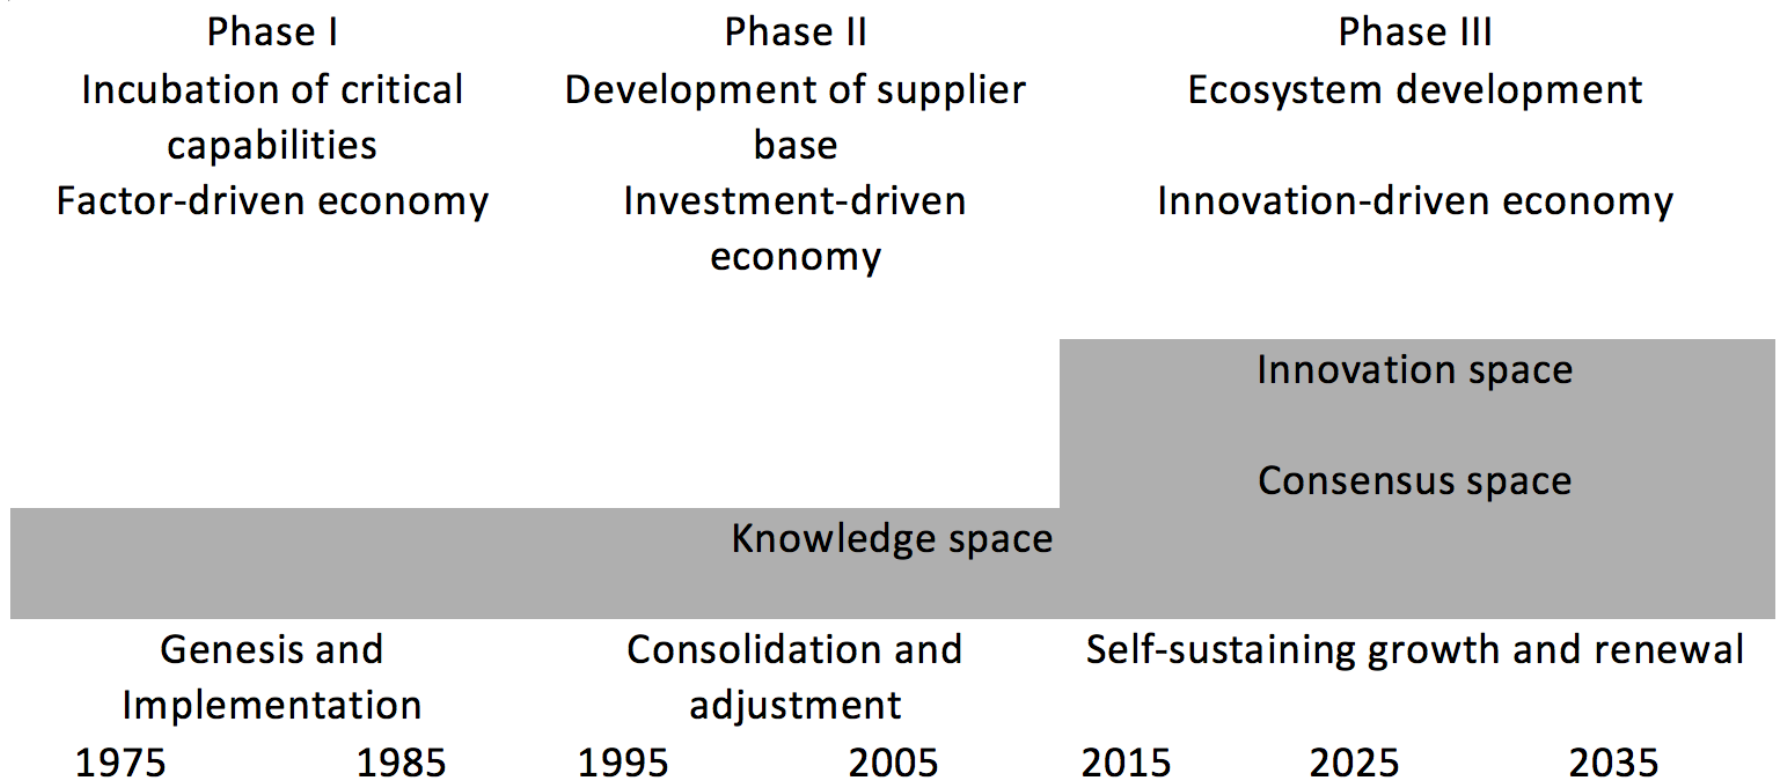 Phase I Phase II Phase III
Incubation of critical Development of supplier Ecosystem development
capabilities base
Factor-driven economy Investment-driven Innovation-driven economy
economy
Innovation space
Consensus space
Knowledge space
Genesis and Consolidation and Self-sustaining growth and renewal
Implementation adjustment
1975 1985 1995 2005 2015 2025 2035